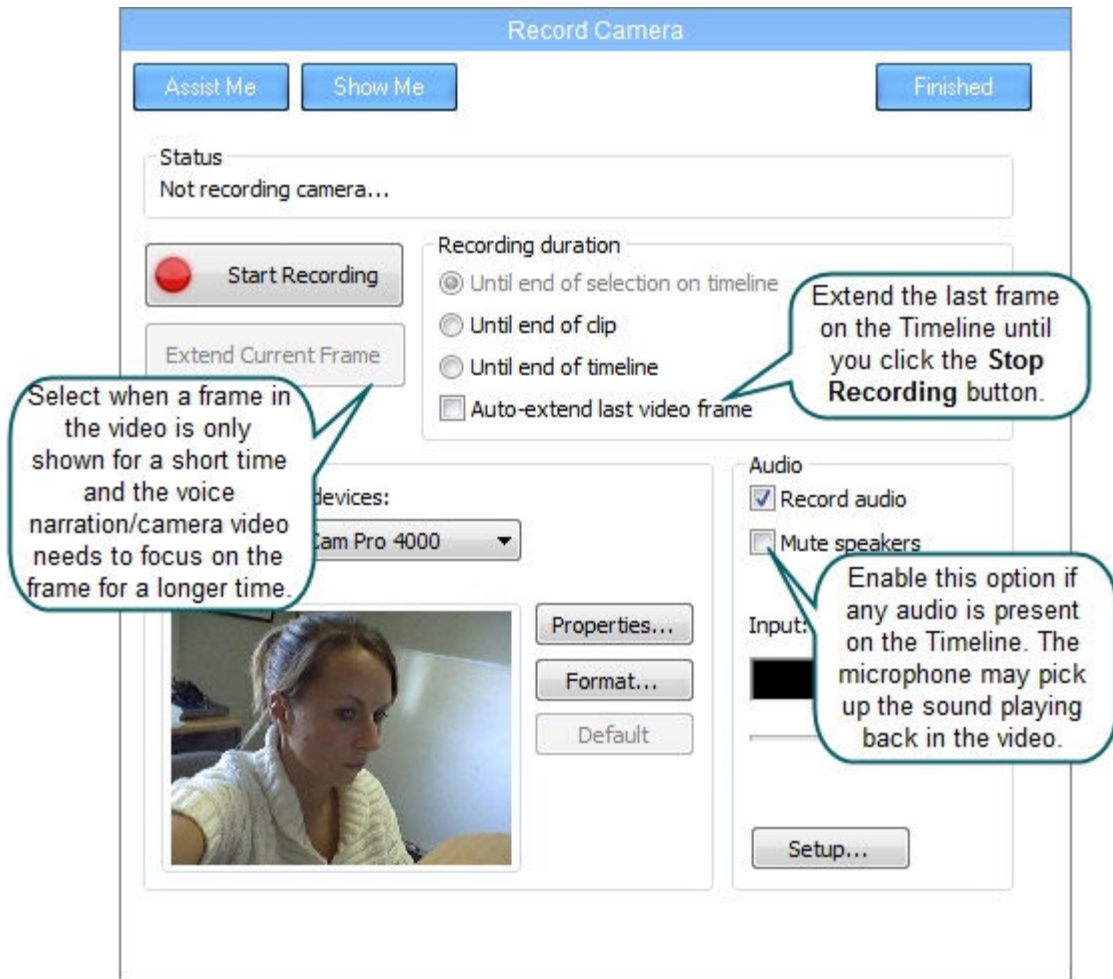 Record Camera
Assist Me
Show Me
Finished
Status
Not recording camera...
Start Recording
Extend Current Frame
Recording duration
Until end of selection on timeline
Until end of clip
Until end of timeline
Auto-extend last video frame
Extend the last frame
on the Timeline until
you click the Stop
Recording button.
Select when a frame in
the video is only
shown for a short time
and the voice
narration/camera video
needs to focus on the
frame for a longer time.
devices:
Cam Pro 4000
Properties...
Format...
Default
Audio
Record audio
Mute speakers
Input:
Enable this option if
any audio is present
on the Timeline. The
microphone may pick
up the sound playing
back in the video.
Setup...